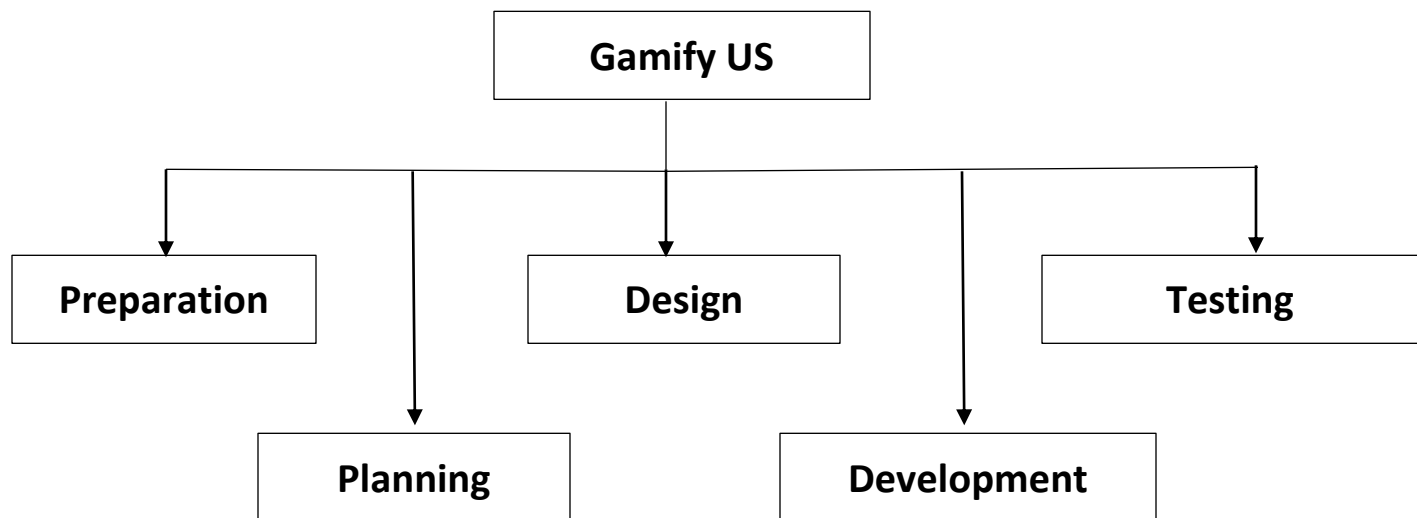 Gamify US
Preparation
Design
Testing
Planning
Development